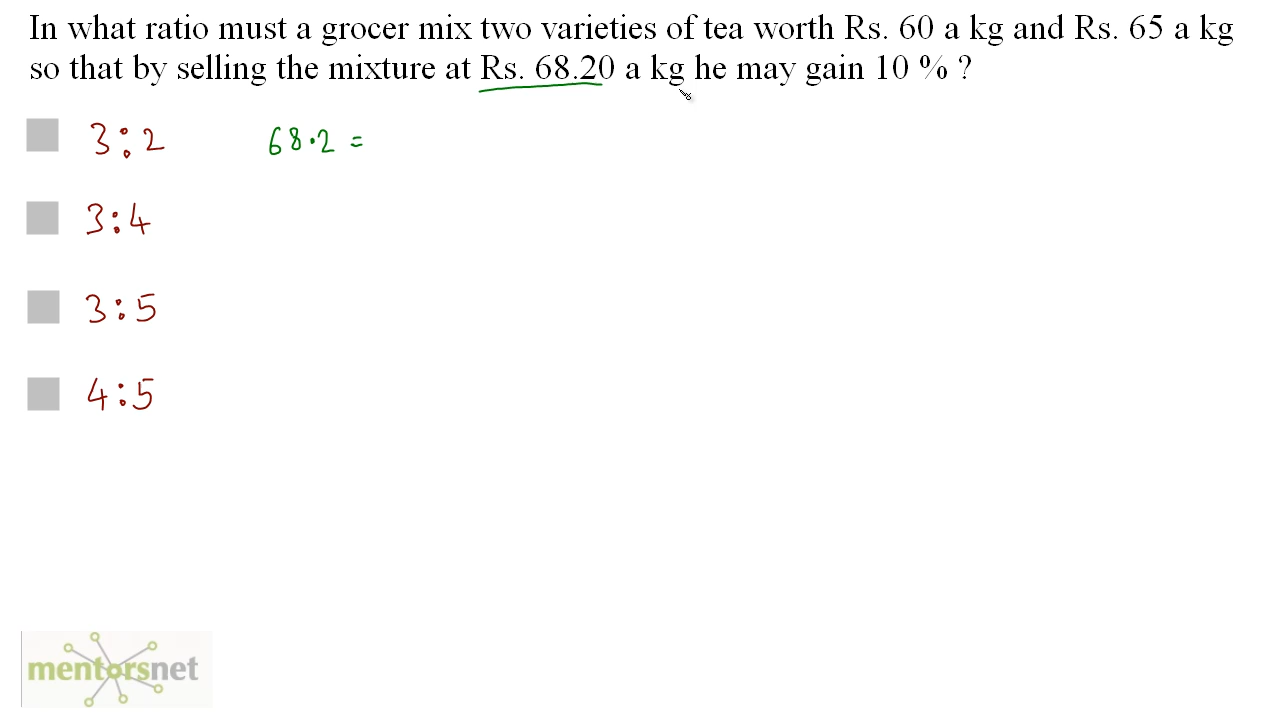 In what ratio must a grocer mix two varieties of tea worth Rs. 60 a kg and Rs. 65 a kg
so that by selling the mixture at Rs. 68.20 a kg he may gain 10 % ?
3:2 68.2 =
3:4
3:5
4:5
mentorsnet